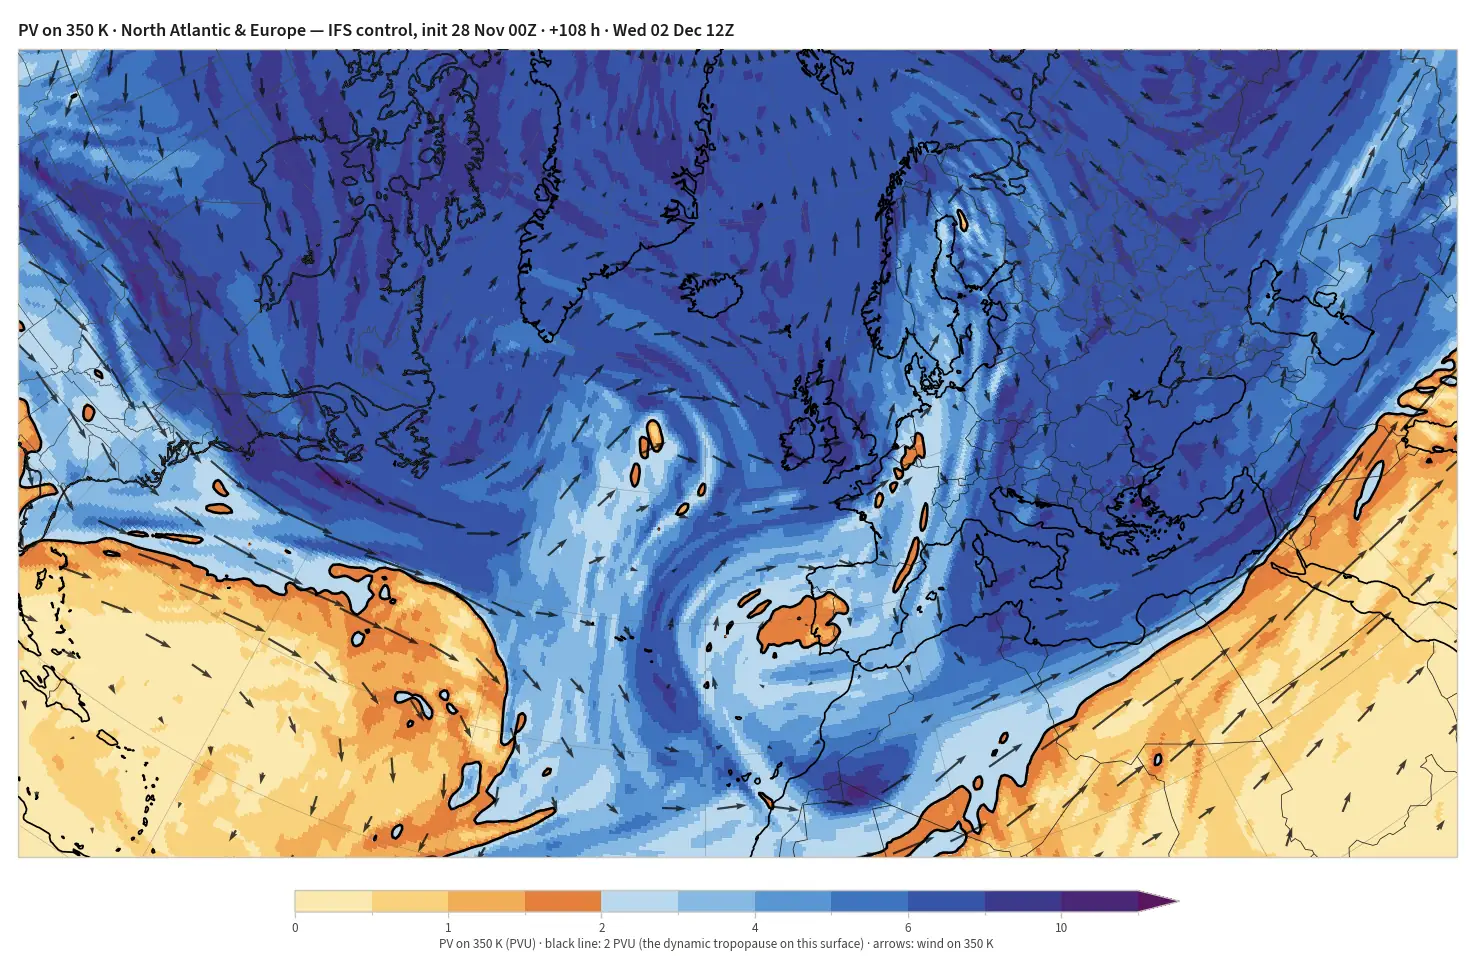 PV on 350 K · North Atlantic & Europe — IFS control, init 28 Nov 00Z · +108 h · Wed 02 Dec 12Z
0 1 2 4 6 10
PV on 350 K (PVU) · black line: 2 PVU (the dynamic tropopause on this surface) · arrows: wind on 350 K